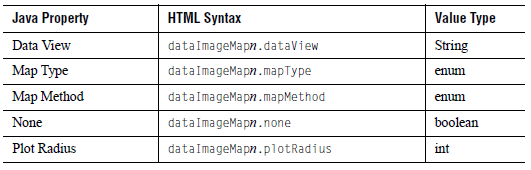 Java Property HTML Syntax Value Type
Data View dataImageMapn.dataView String
Map Type dataImageMapn.mapType enum
Map Method dataImageMapn.mapMethod enum
None dataImageMapn.none boolean
Plot Radius dataImageMapn.plotRadius int